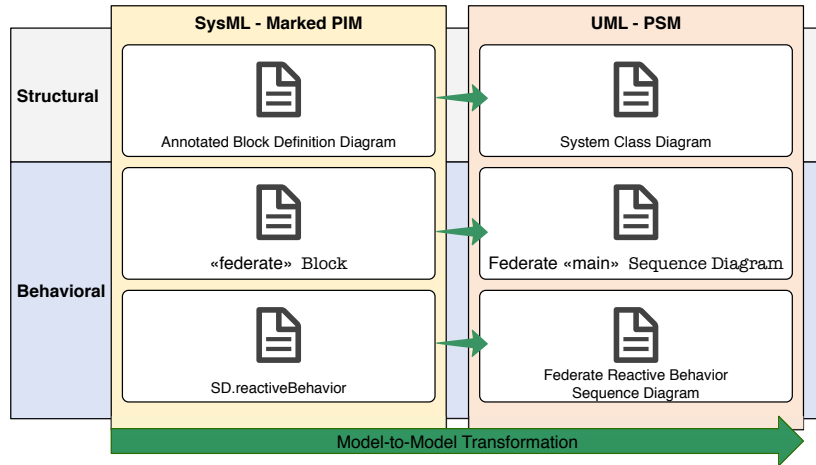 SysML - Marked PIM
UML - PSM
Structural
Annotated Block Definition Diagram
System Class Diagram
Behavioral
«federate» Block
Federate «main» Sequence Diagram
SD.reactiveBehavior
Federate Reactive Behavior
Sequence Diagram
Model-to-Model Transformation